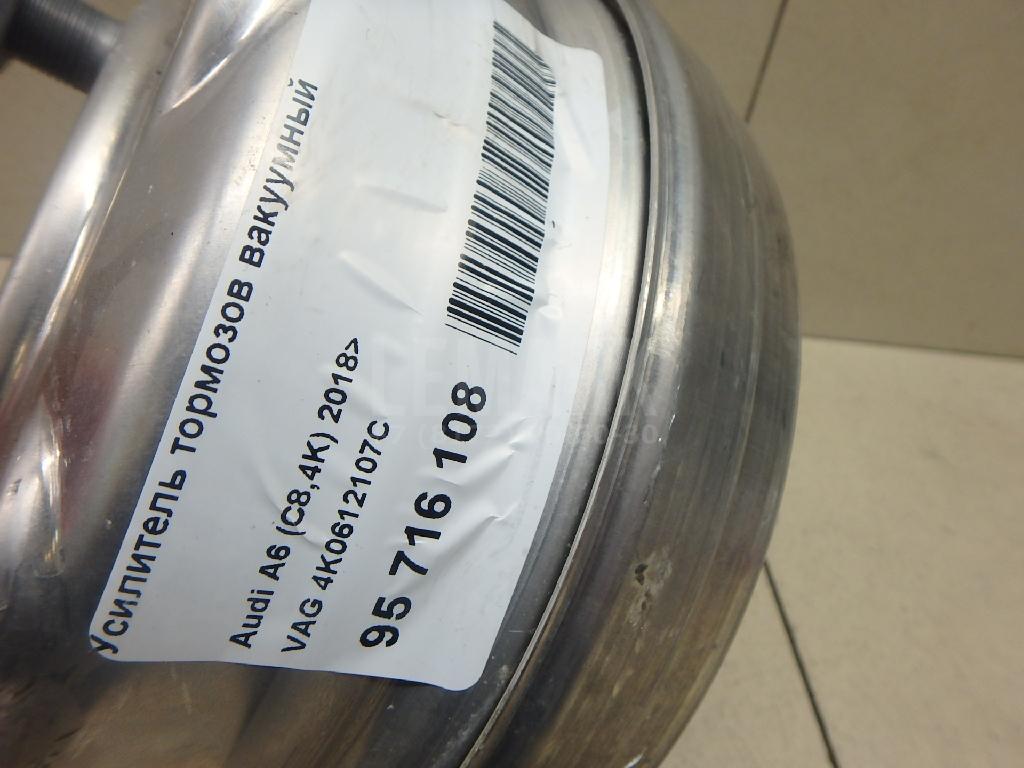 Усилитель тормозов вакуумный
Audi A6 (C8,4K) 2018>
VAG 4K0612107C
95 716 108